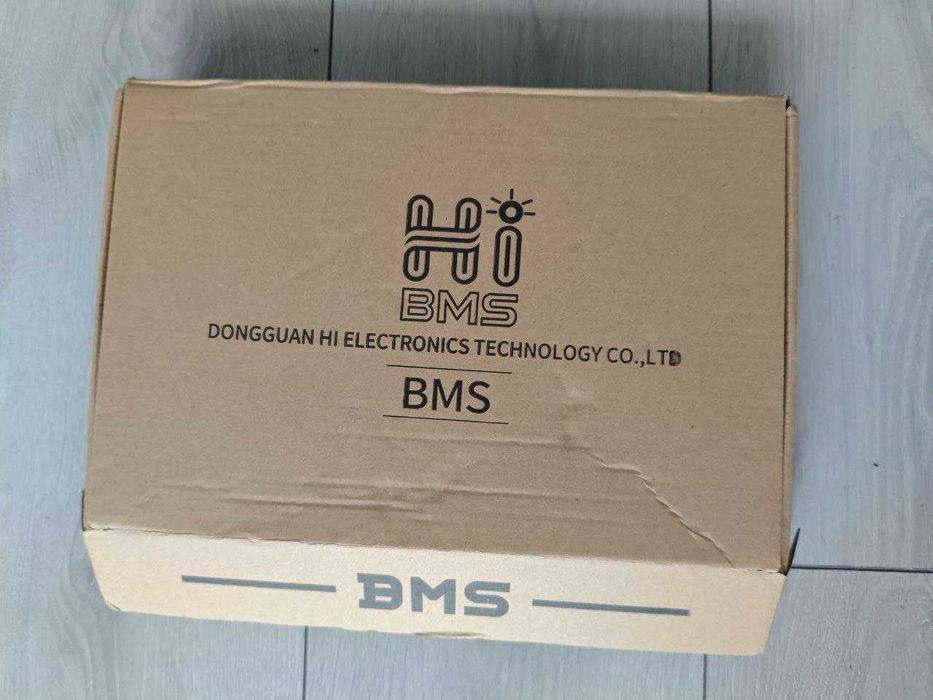 Hi
BMS
DONGGUAN HI ELECTRONICS TECHNOLOGY CO.,LTD
BMS
BMS